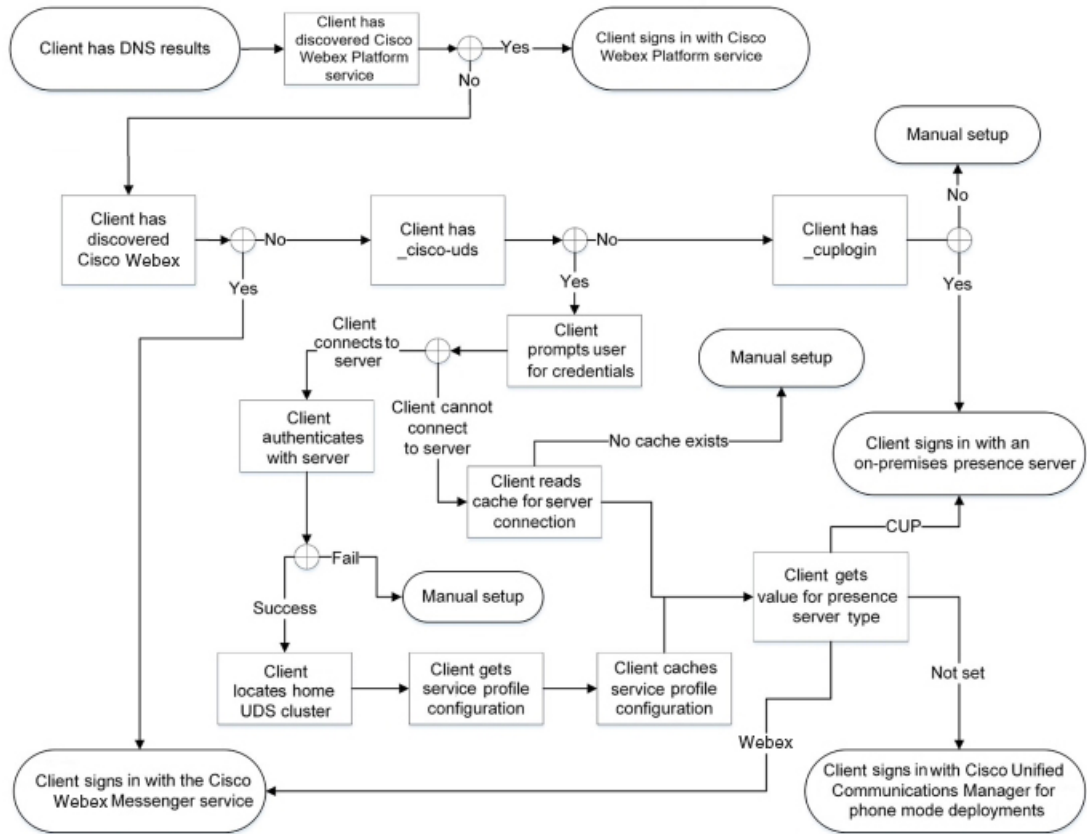 Client has DNS results
Client has
discovered Cisco
Webex Platform
service
Yes
Client signs in with Cisco
Webex Platform service
No
Manual setup
No
Client has
discovered
Cisco Webex
No
Client has
_cisco-uds
No
Client has
_cuplogin
Yes
Yes
Yes
Client
connects to
server
Client
prompts user
for credentials
Manual setup
Client
authenticates
with server
Client cannot
connect
to server
No cache exists
Client signs in with an
on-premises presence server
Client reads
cache for server
connection
CUP
Fail
Manual setup
Client gets
value for presence
server type
Success
Client
locates home
UDS cluster
Client gets
service profile
configuration
Client caches
service profile
configuration
Not set
Webex
Client signs in with the Cisco
Webex Messenger service
Client signs in with Cisco Unified
Communications Manager for
phone mode deployments